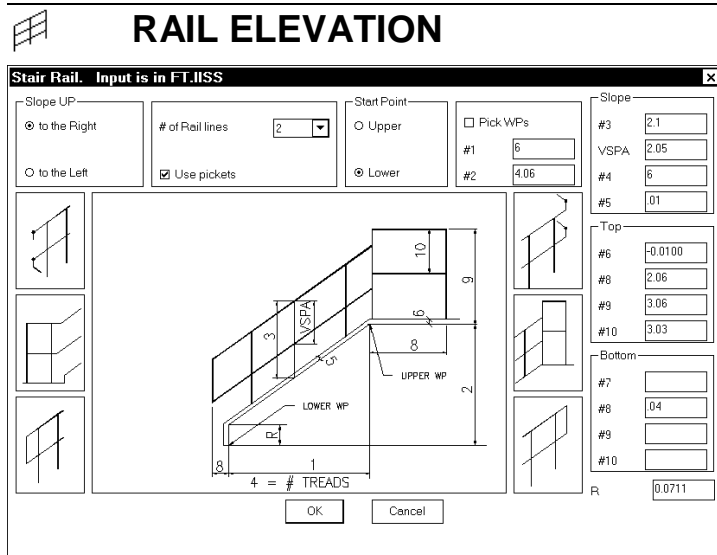 RAIL ELEVATION
Stair Rail. Input is in FT.IISS
Slope UP
to the Right
to the Left
# of Rail lines 2
Use pickets
Start Point
Upper
Lower
Pick WPs
#1 6
#2 4.06
Slope
#3 2.1
VSPA 2.05
#4 6
#5 .01
Top
#6 -0.0100
#8 2.06
#9 3.06
#10 3.03
Bottom
#7
#8 .04
#9
#10
R 0.0711
10
9
3
VSPA
6
8
5
UPPER WP
2
LOWER WP
R
8
1
4 = # TREADS
OK
Cancel